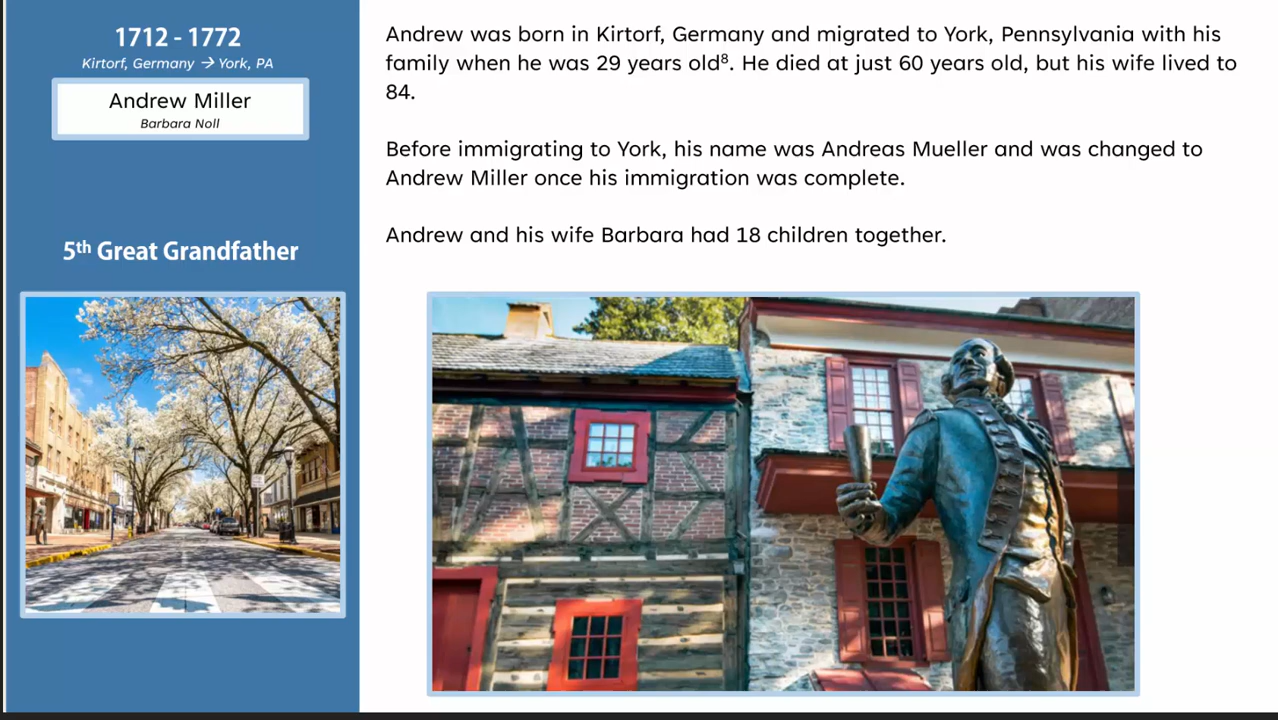 1712 - 1772
Kirtorf, Germany → York, PA
Andrew Miller
Barbara Noll
5th Great Grandfather
Andrew was born in Kirtorf, Germany and migrated to York, Pennsylvania with his
family when he was 29 years old⁸. He died at just 60 years old, but his wife lived to
84.
Before immigrating to York, his name was Andreas Mueller and was changed to
Andrew Miller once his immigration was complete.
Andrew and his wife Barbara had 18 children together.